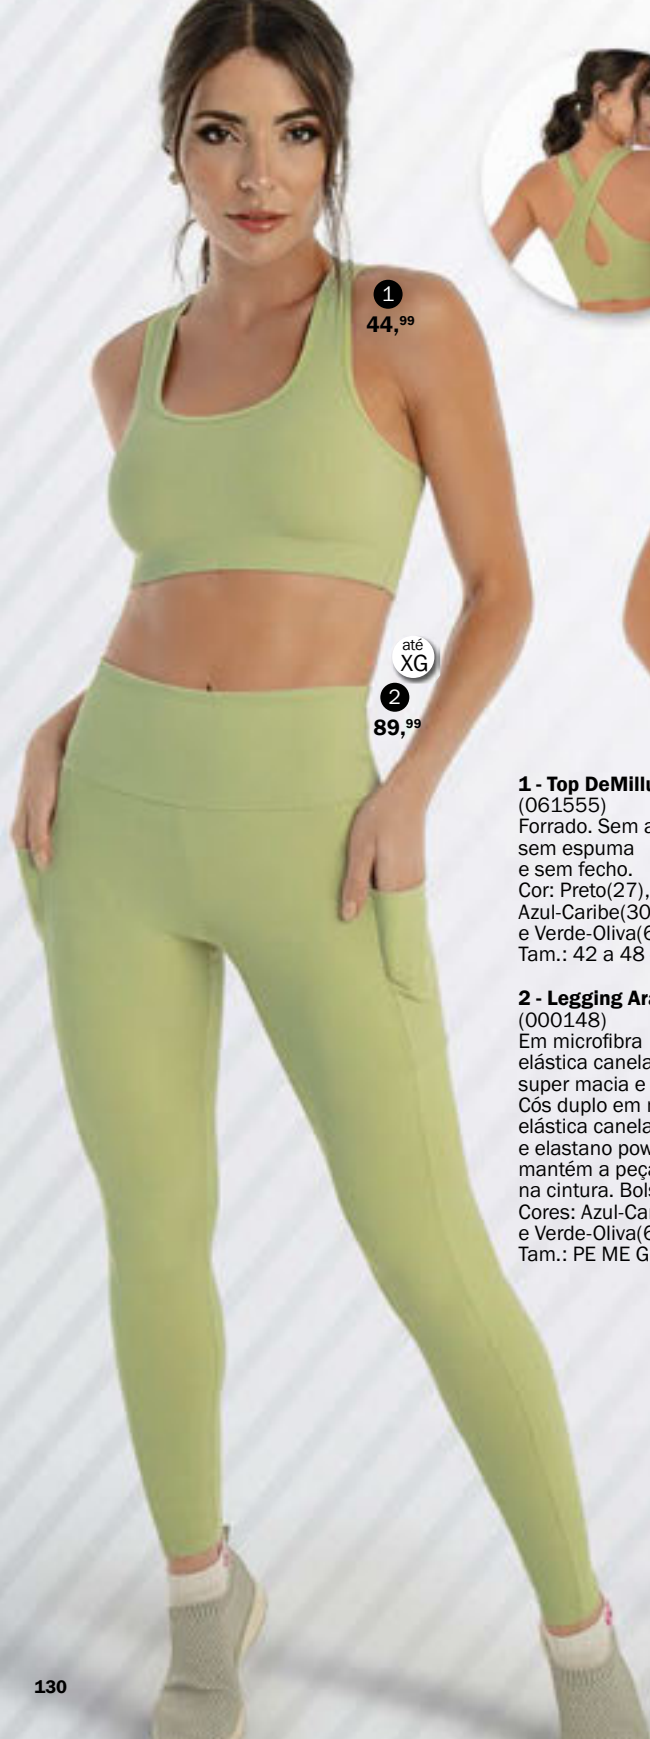 1
44,99
até
XG
2
89,99
1 - Top DeMillu
(061555)
Forrado. Sem a
sem espuma
e sem fecho.
Cor: Preto(27),
Azul-Caribe(30
e Verde-Oliva(6
Tam.: 42 a 48
2 - Legging Ara
(000148)
Em microfibra
elástica canela
super macia e
Cós duplo em
elástica canela
e elastano pow
mantém a peça
na cintura. Bols
Cores: Azul-Ca
e Verde-Oliva(6
Tam.: PE ME G
130